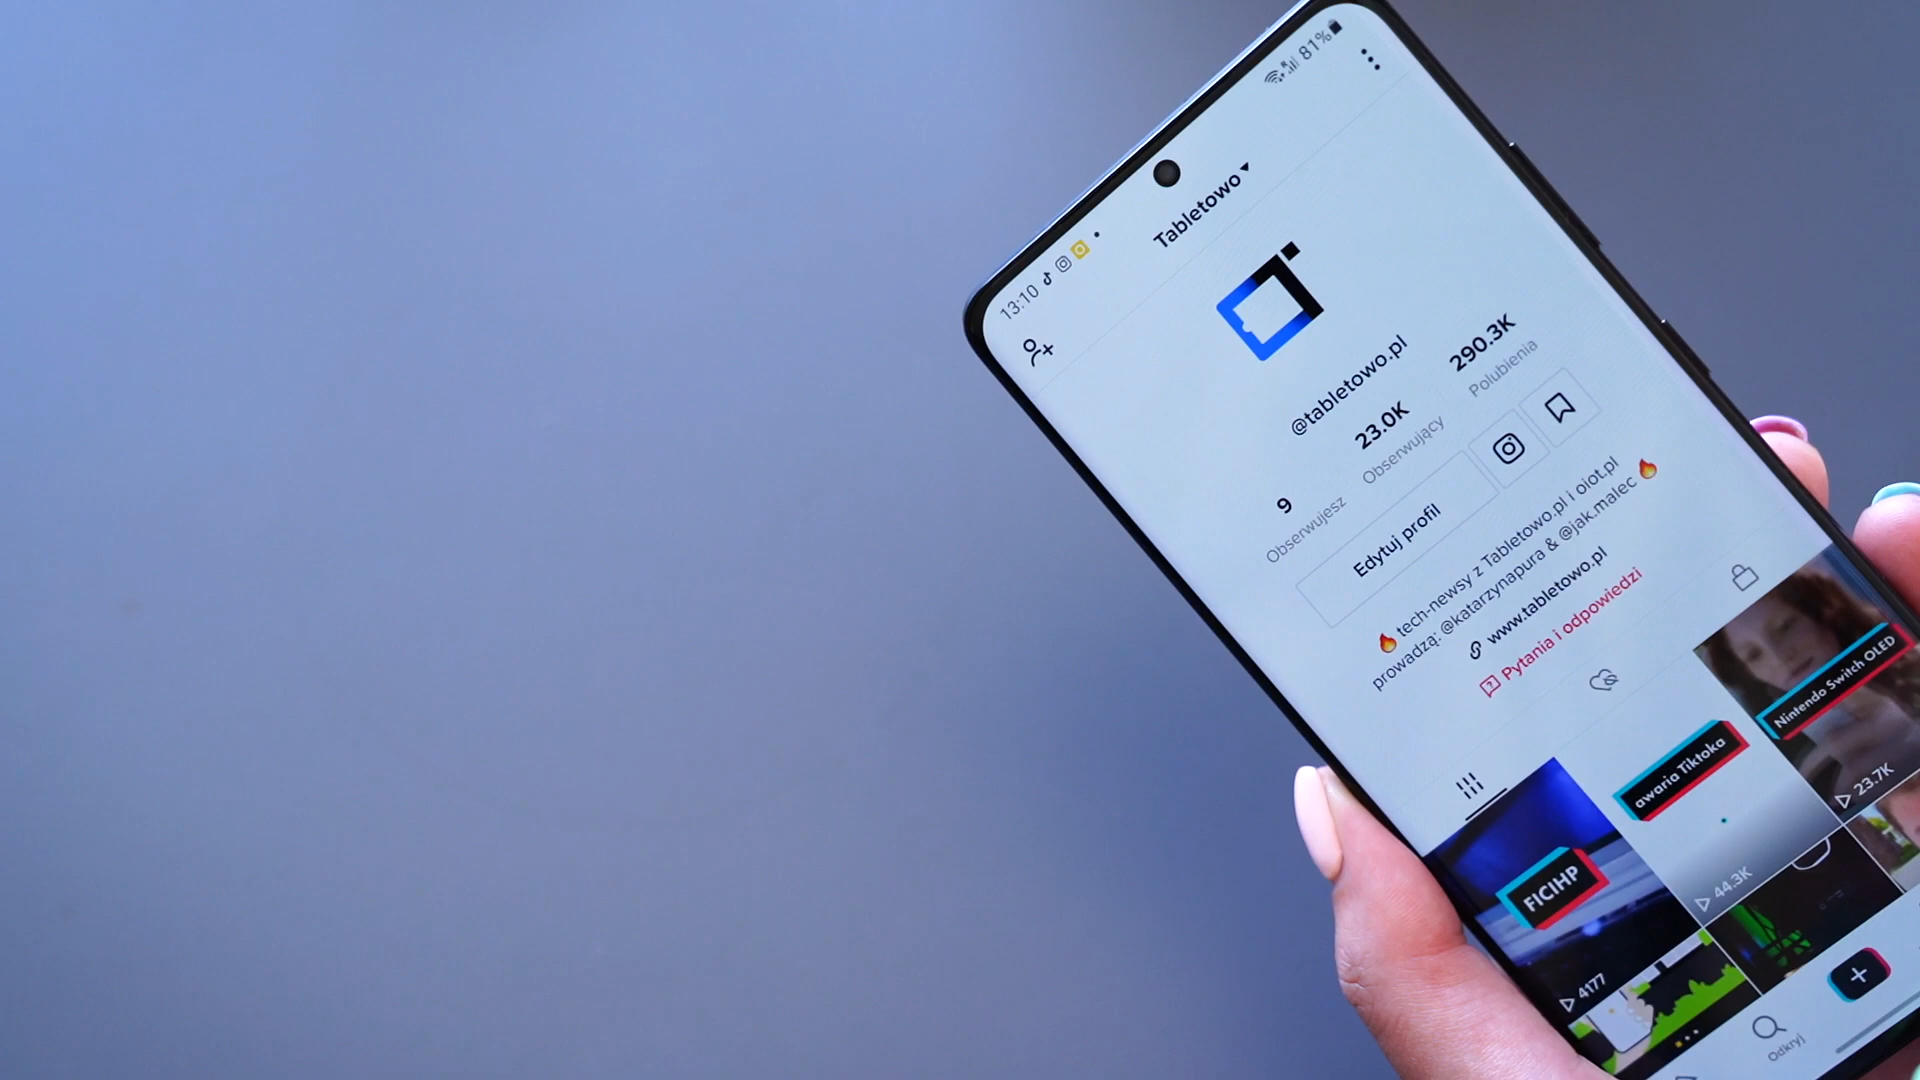 13:10
81%
Tabletowo
@tabletowo.pl
9
Obserwujesz
23.0K
Obserwujący
290.3K
Polubienia
Edytuj profil
🔥 tech-newsy z Tabletowo.pl i oiot.pl
prowadzą: @katarzynapura & @jak.malec 🔥
www.tabletowo.pl
Pytania i odpowiedzi
FICIHP
4177
awaria Tiktoka
44.3K
Nintendo Switch OLED
23.7K
Odkryj